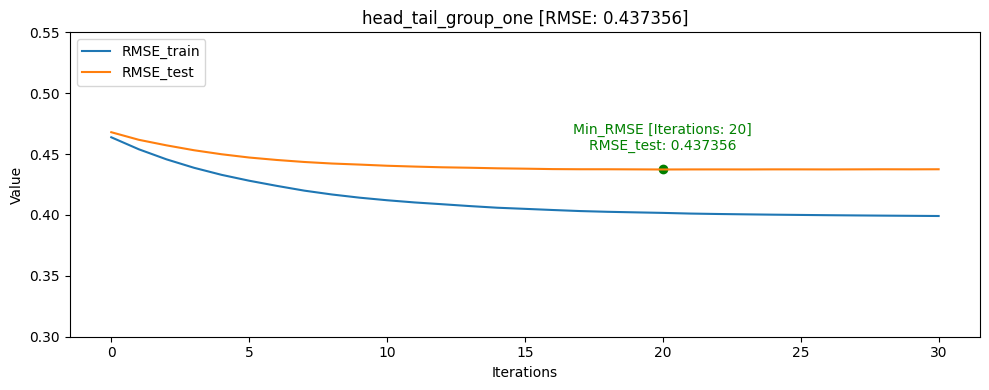 head_tail_group_one [RMSE: 0.437356]
RMSE_train
RMSE_test
Min_RMSE [Iterations: 20]
RMSE_test: 0.437356
Value
0.55
0.50
0.45
0.40
0.35
0.30
0
5
10
15
20
25
30
Iterations